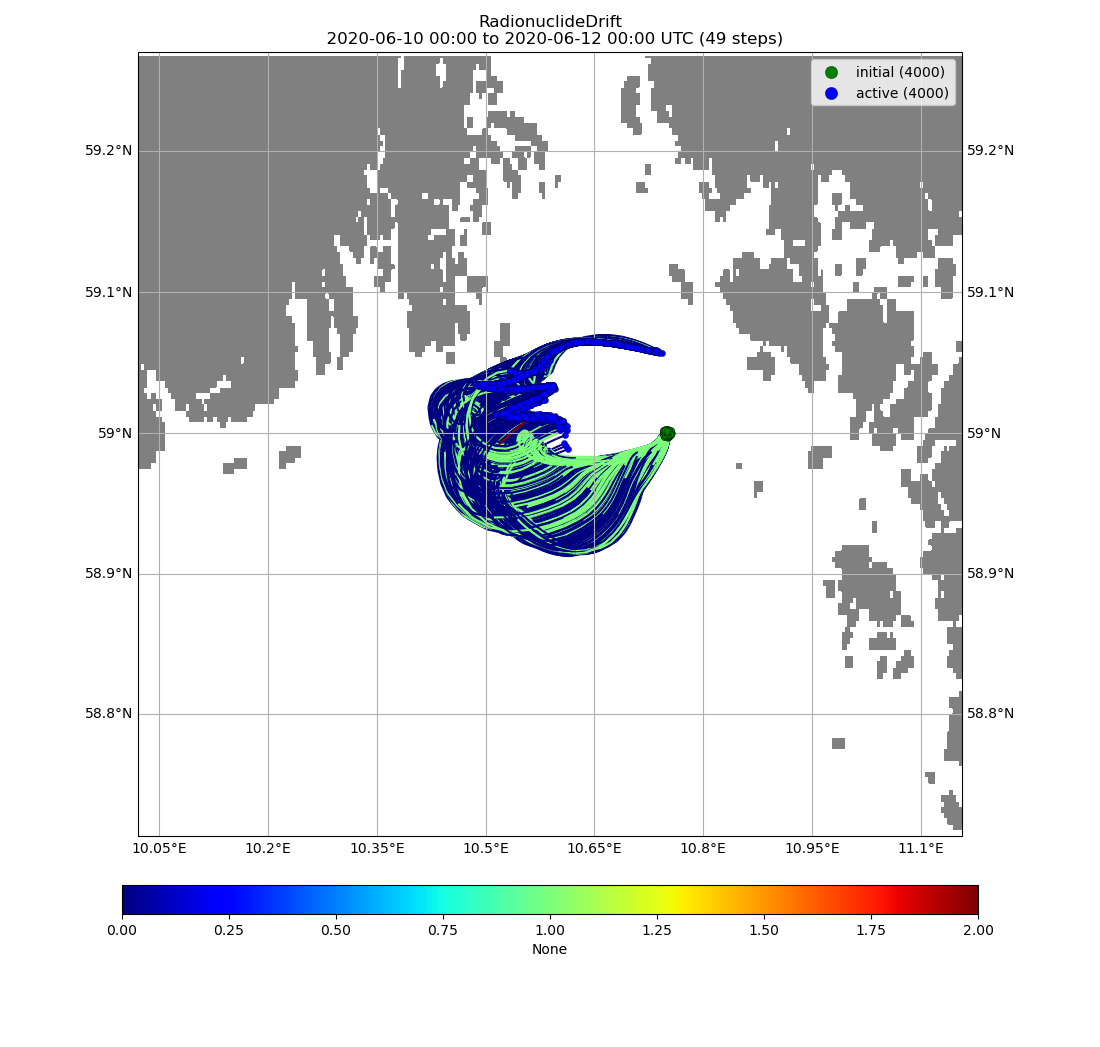 RadionuclideDrift
2020-06-10 00:00 to 2020-06-12 00:00 UTC (49 steps)
initial (4000)
active (4000)
59.2°N 59.2°N
59.1°N 59.1°N
59°N 59°N
58.9°N 58.9°N
58.8°N 58.8°N
10.05°E 10.2°E 10.35°E 10.5°E 10.65°E 10.8°E 10.95°E 11.1°E
0.00 0.25 0.50 0.75 1.00 1.25 1.50 1.75 2.00
None